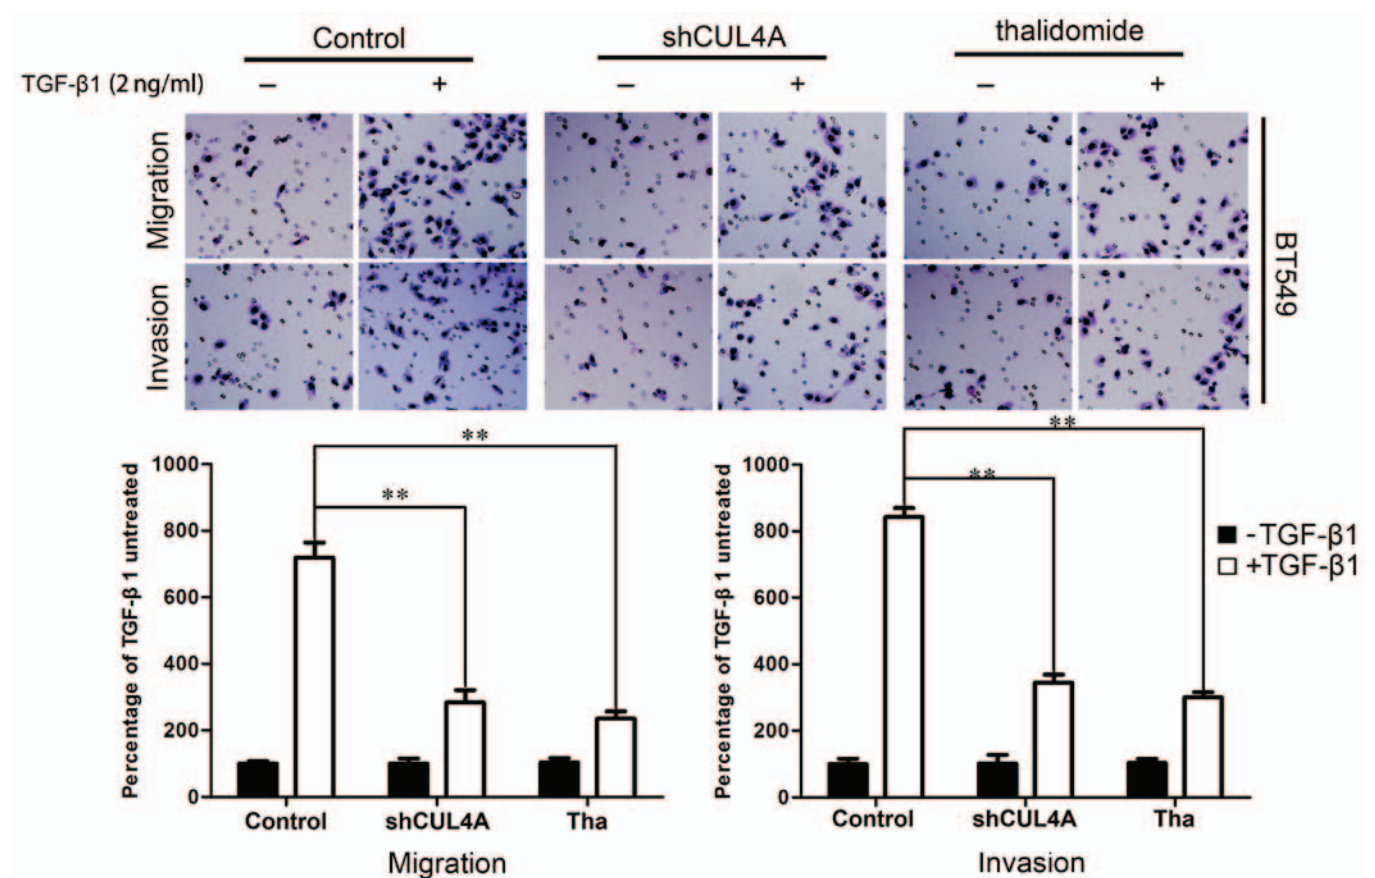 Control shCUL4A thalidomide
TGF-β1 (2 ng/ml) – + – + – +
Migration
Invasion
BT549
** **
** **
Percentage of TGF-β 1 untreated
1000
800
600
400
200
0
Control shCUL4A Tha
Migration
Percentage of TGF-β 1 untreated
1000
800
600
400
200
0
Control shCUL4A Tha
Invasion
-TGF-β1
+TGF-β1